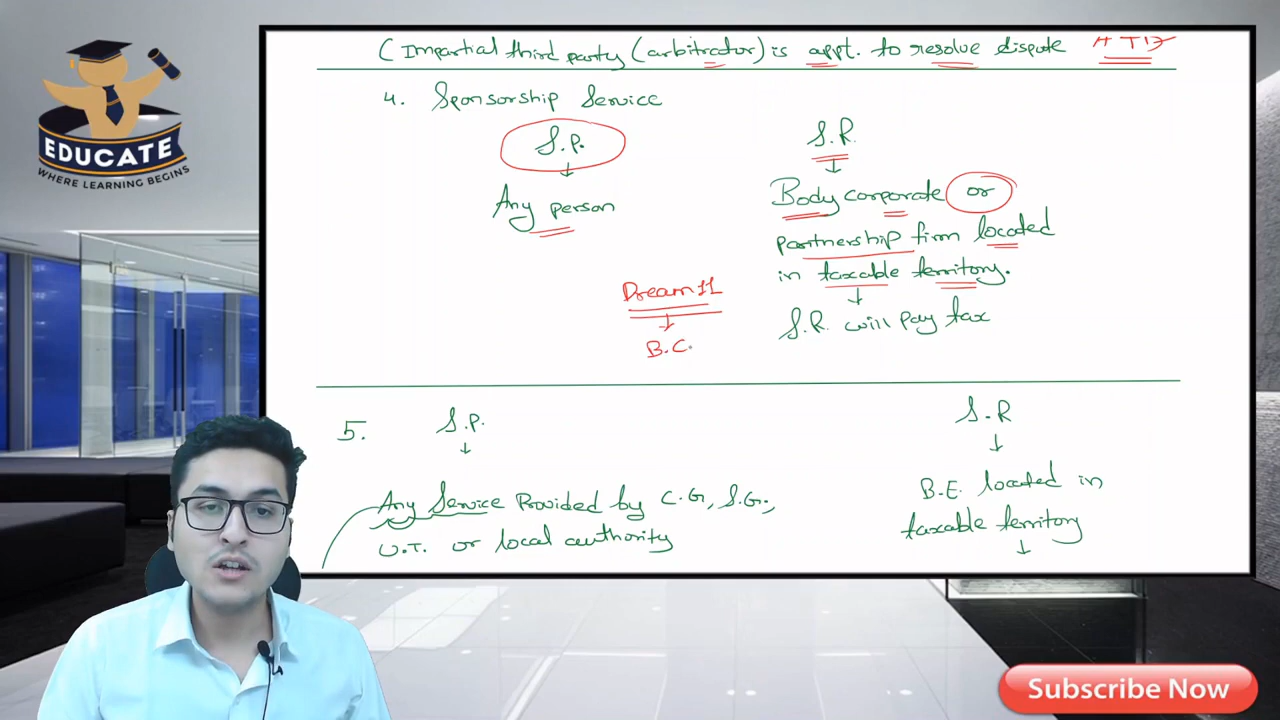 EDUCATE
WHERE LEARNING BEGINS
( Impartial third party (arbitrator) is appt. to resolve dispute
4. Sponsorship Service
S.P.
Any person
S.R.
Body corporate or
partnership firm located
in taxable territory.
S.R. will pay tax
Dream 11
B.C.
5. S.P.
Any Service Provided by C.G, S.G.,
U.T. or local authority
S.R
B.E. located in
taxable territory
Subscribe Now